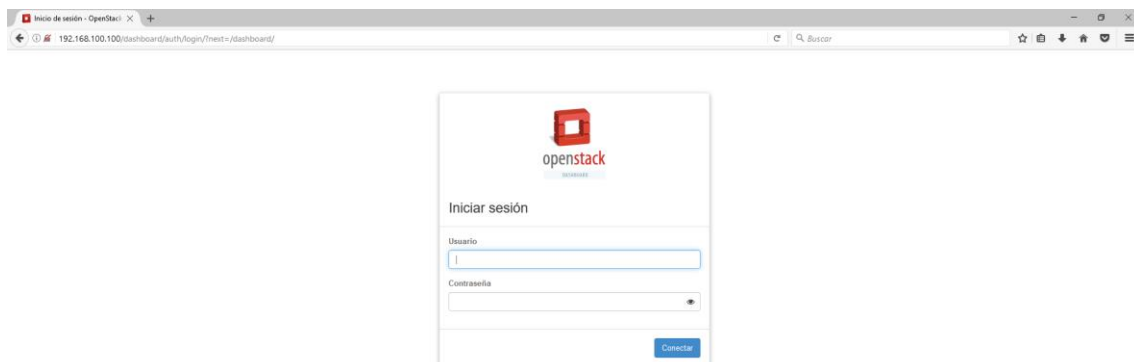 Inicio de sesión - OpenStack
192.168.100.100/dashboard/auth/login/?next=/dashboard/
Buscar
openstack
DASHBOARD
Iniciar sesión
Usuario
Contraseña
Conectar